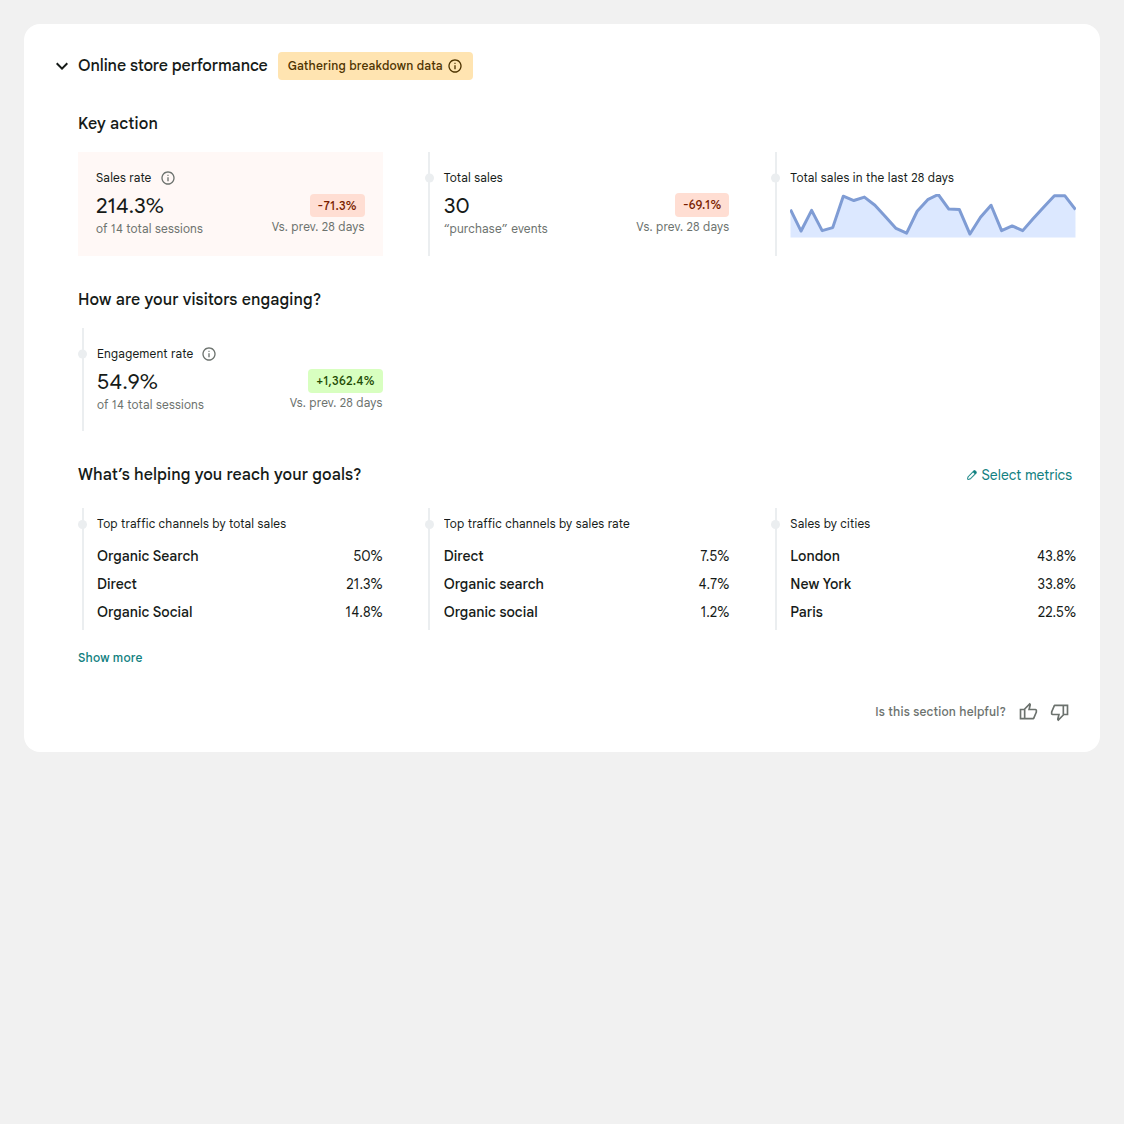 Online store performance
Gathering breakdown data
Key action
Sales rate
214.3%
-71.3%
of 14 total sessions
Vs. prev. 28 days
Total sales
30
-69.1%
“purchase” events
Vs. prev. 28 days
Total sales in the last 28 days
How are your visitors engaging?
Engagement rate
54.9%
+1,362.4%
of 14 total sessions
Vs. prev. 28 days
What’s helping you reach your goals?
Select metrics
Top traffic channels by total sales
Organic Search 50%
Direct 21.3%
Organic Social 14.8%
Top traffic channels by sales rate
Direct 7.5%
Organic search 4.7%
Organic social 1.2%
Sales by cities
London 43.8%
New York 33.8%
Paris 22.5%
Show more
Is this section helpful?